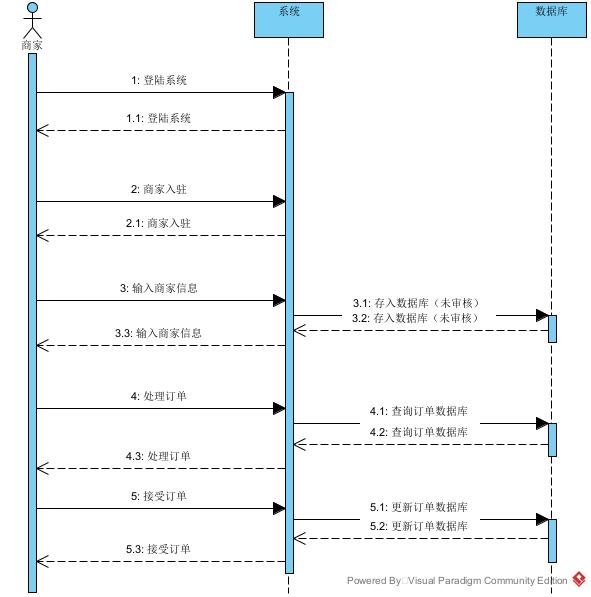 商家
系统
数据库
1: 登陆系统
1.1: 登陆系统
2: 商家入驻
2.1: 商家入驻
3: 输入商家信息
3.1: 存入数据库（未审核）
3.2: 存入数据库（未审核）
3.3: 输入商家信息
4: 处理订单
4.1: 查询订单数据库
4.2: 查询订单数据库
4.3: 处理订单
5: 接受订单
5.1: 更新订单数据库
5.2: 更新订单数据库
5.3: 接受订单
Powered By Visual Paradigm Community Edition